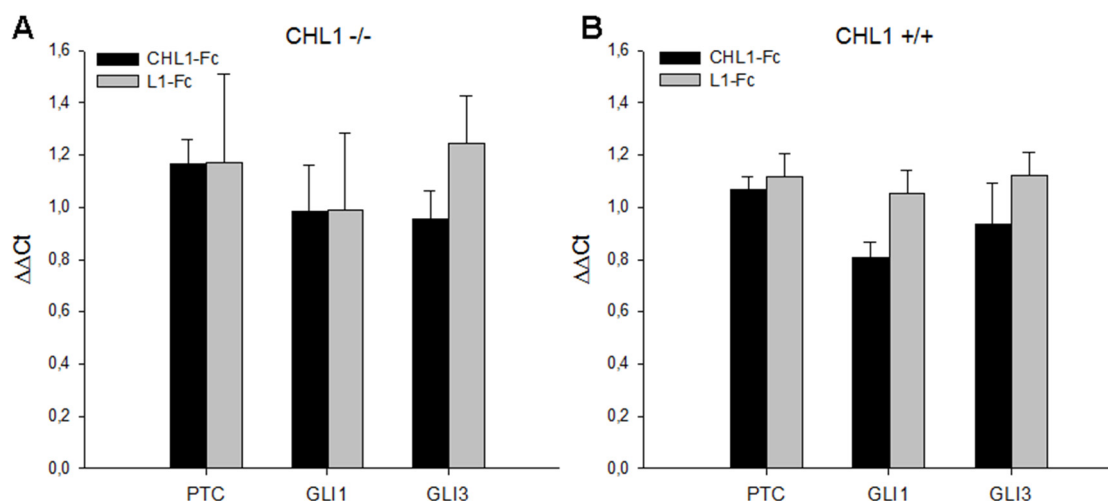 A
CHL1 -/-
CHL1-Fc
L1-Fc
1,6
1,4
1,2
1,0
0,8
0,6
0,4
0,2
0,0
ΔΔCt
PTC GLI1 GLI3
B
CHL1 +/+
CHL1-Fc
L1-Fc
1,6
1,4
1,2
1,0
0,8
0,6
0,4
0,2
0,0
ΔΔCt
PTC GLI1 GLI3